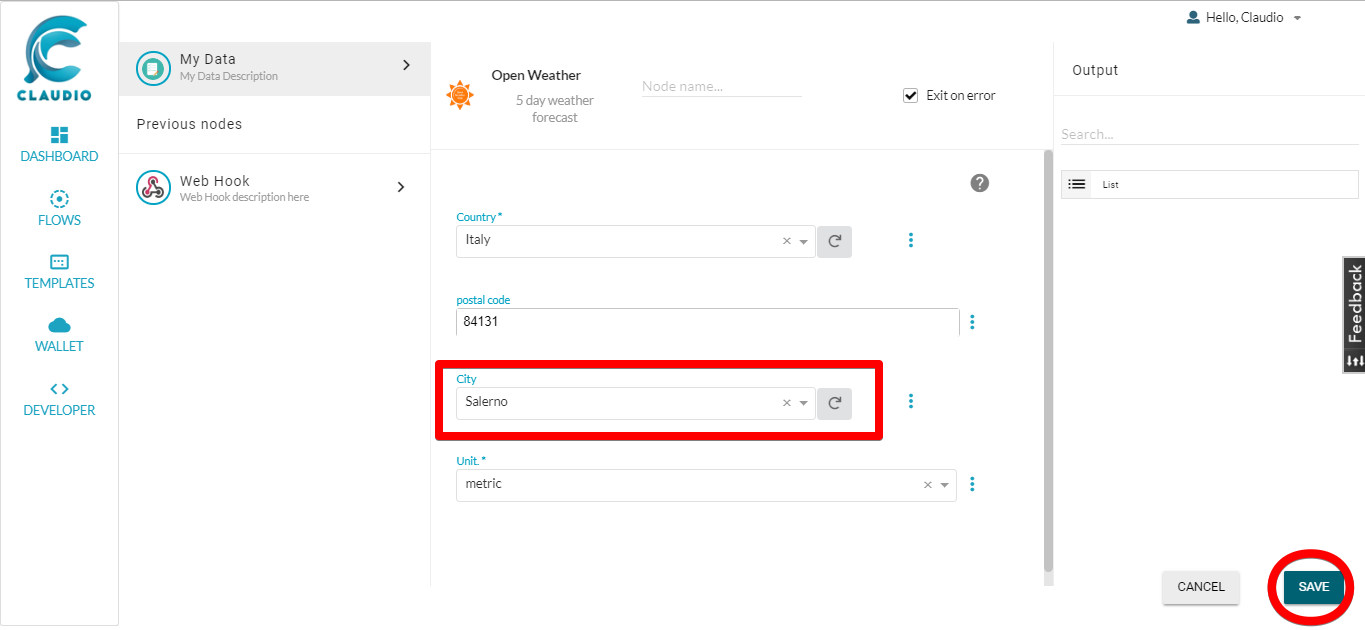 Hello, Claudio
CLAUDIO
DASHBOARD
FLOWS
TEMPLATES
WALLET
DEVELOPER
My Data
My Data Description
Previous nodes
Web Hook
Web Hook description here
Open Weather
5 day weather
forecast
Node name...
Exit on error
Country *
Italy
postal code
84131
City
Salerno
Unit. *
metric
Output
Search...
List
Feedback
CANCEL
SAVE